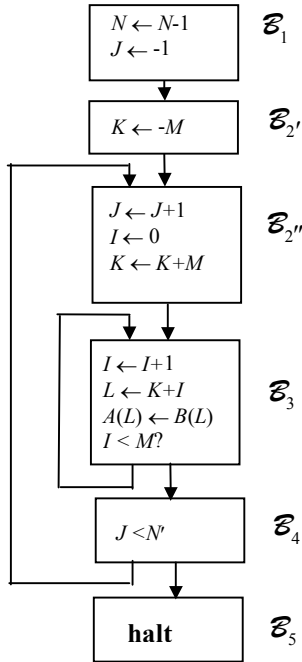 N ← N-1
J ← -1
𝓑1
K ← -M
𝓑2'
J ← J+1
I ← 0
K ← K+M
𝓑2''
I ← I+1
L ← K+I
A(L) ← B(L)
I < M?
𝓑3
J <N'
𝓑4
halt
𝓑5